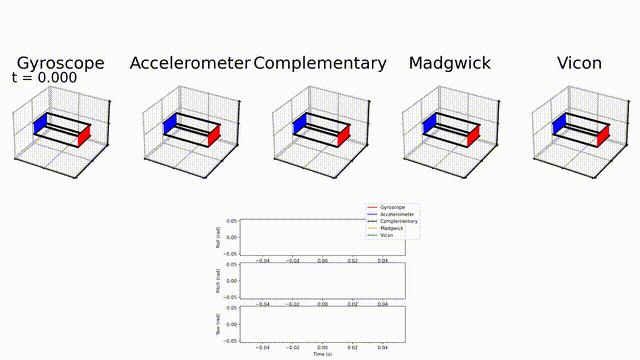 Gyroscope Accelerometer Complementary Madgwick Vicon
t = 0.000
Gyroscope
Accelerometer
Complementary
Madgwick
Vicon
Roll (rad)
0.05
0.00
−0.05
−0.04 −0.02 0.00 0.02 0.04
Pitch (rad)
0.05
0.00
−0.05
−0.04 −0.02 0.00 0.02 0.04
Yaw (rad)
0.05
0.00
−0.05
−0.04 −0.02 0.00 0.02 0.04
Time (s)